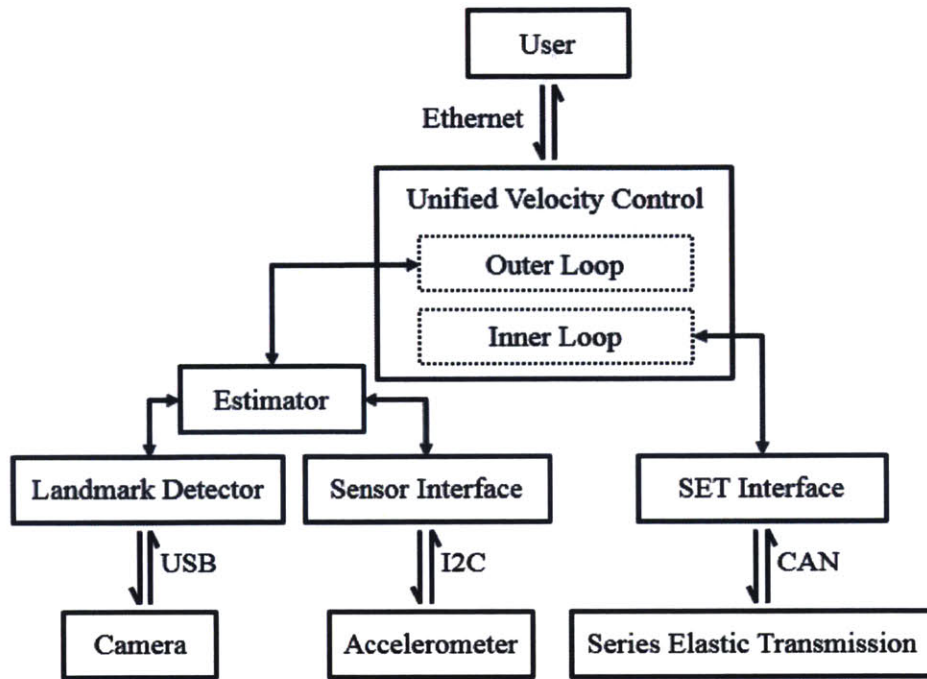 User
Ethernet
Unified Velocity Control
Outer Loop
Inner Loop
Estimator
Landmark Detector
Sensor Interface
SET Interface
USB
I2C
CAN
Camera
Accelerometer
Series Elastic Transmission